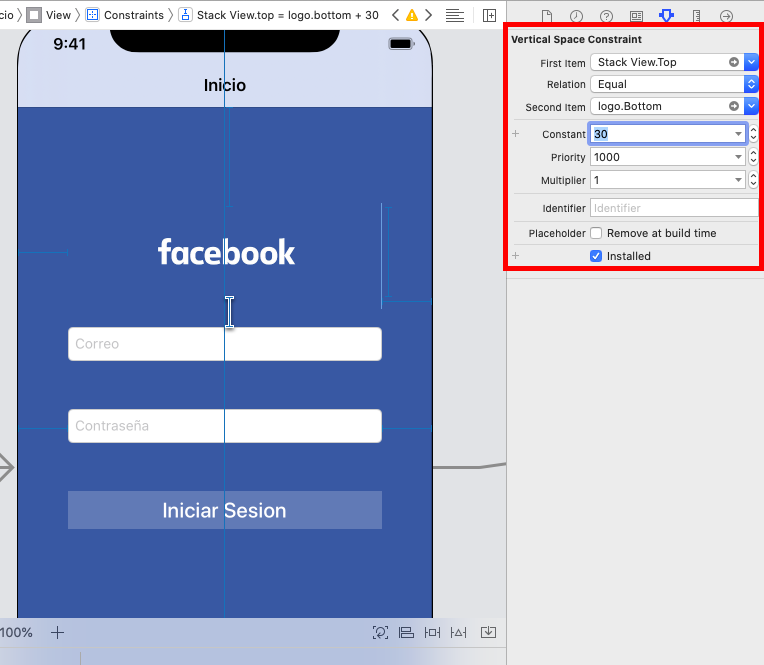 cio View Constraints Stack View.top = logo.bottom + 30
9:41
Inicio
facebook
Correo
Contraseña
Iniciar Sesion
100%
Vertical Space Constraint
First Item Stack View.Top
Relation Equal
Second Item logo.Bottom
Constant 30
Priority 1000
Multiplier 1
Identifier Identifier
Placeholder Remove at build time
Installed